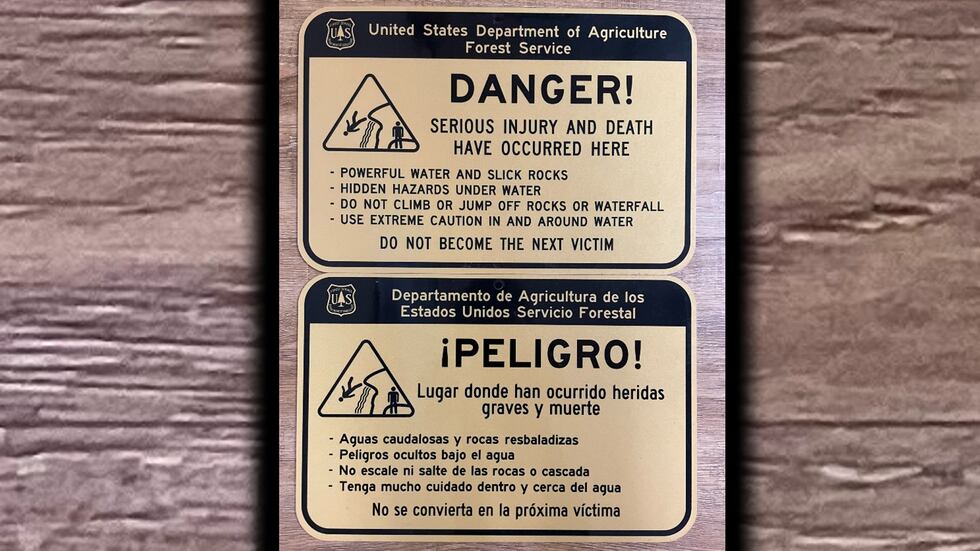 United States Department of Agriculture
Forest Service
UAS
DANGER!
SERIOUS INJURY AND DEATH
HAVE OCCURRED HERE
- POWERFUL WATER AND SLICK ROCKS
- HIDDEN HAZARDS UNDER WATER
- DO NOT CLIMB OR JUMP OFF ROCKS OR WATERFALL
- USE EXTREME CAUTION IN AND AROUND WATER
DO NOT BECOME THE NEXT VICTIM
UAS
Departamento de Agricultura de los
Estados Unidos Servicio Forestal
¡PELIGRO!
Lugar donde han ocurrido heridas
graves y muerte
- Aguas caudalosas y rocas resbaladizas
- Peligros ocultos bajo el agua
- No escale ni salte de las rocas o cascada
- Tenga mucho cuidado dentro y cerca del agua
No se convierta en la próxima víctima